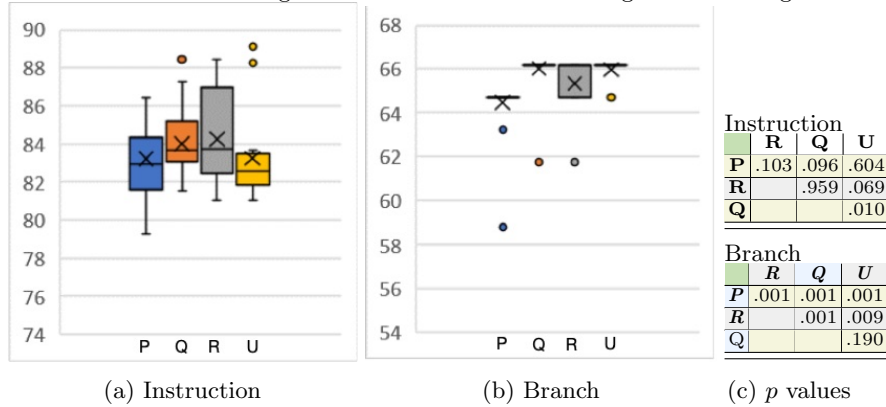 90
88
86
84
82
80
78
76
74
P Q R U
(a) Instruction
68
66
64
62
60
58
56
54
P Q R U
(b) Branch
Instruction
R Q U
P .103 .096 .604
R .959 .069
Q .010
Branch
R Q U
P .001 .001 .001
R .001 .009
Q .190
(c) p values